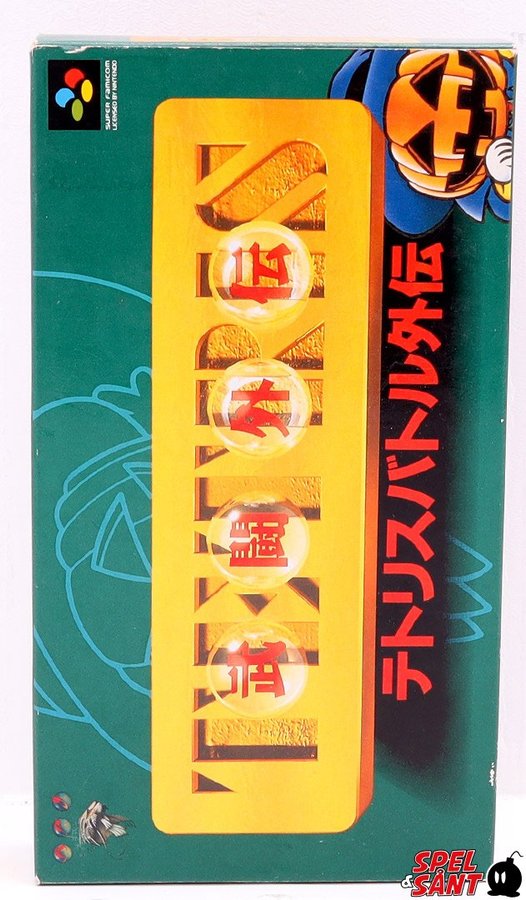 SUPER FAMICOM
LICENSED BY NINTENDO
TETRIS
武闘外伝
テトリスバトル外伝
SPEL
& SÅNT